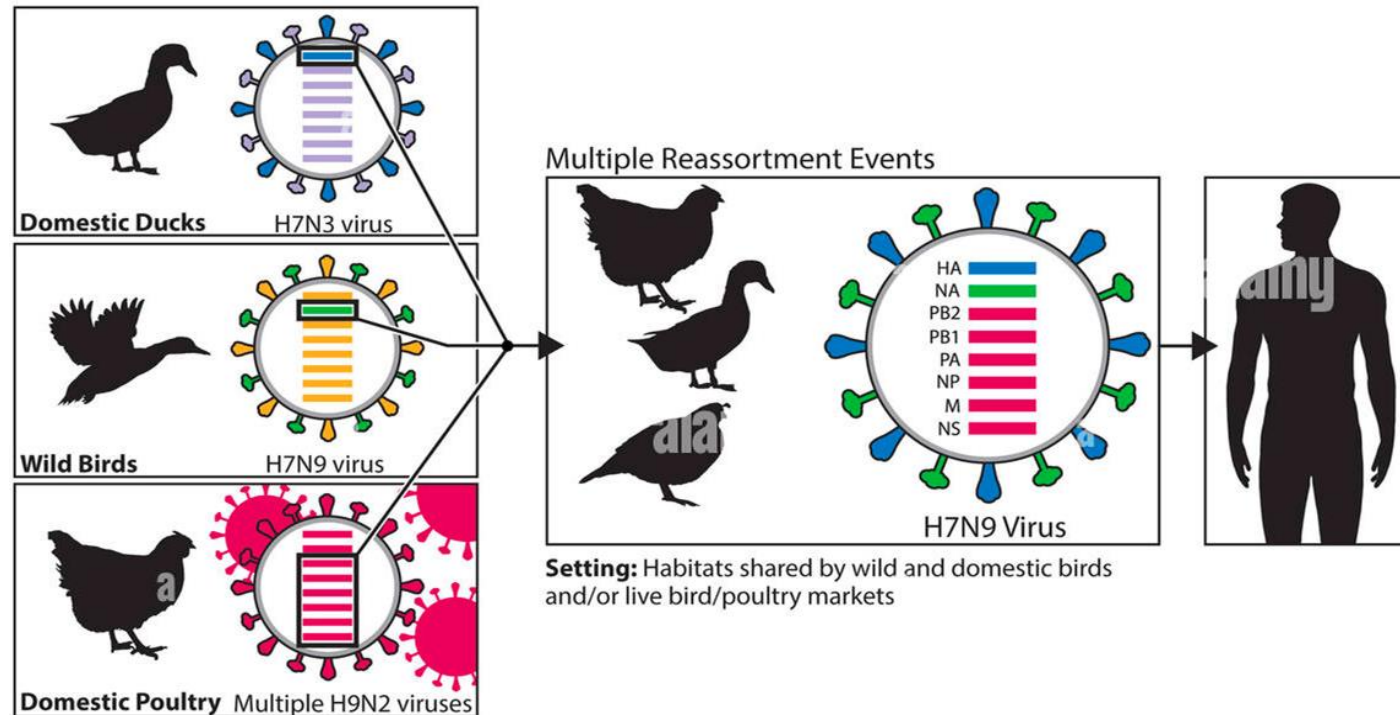 Domestic Ducks
H7N3 virus
Wild Birds
H7N9 virus
Domestic Poultry
Multiple H9N2 viruses
Multiple Reassortment Events
HA
NA
PB2
PB1
PA
NP
M
NS
H7N9 Virus
Setting: Habitats shared by wild and domestic birds
and/or live bird/poultry markets
a
a
alamy